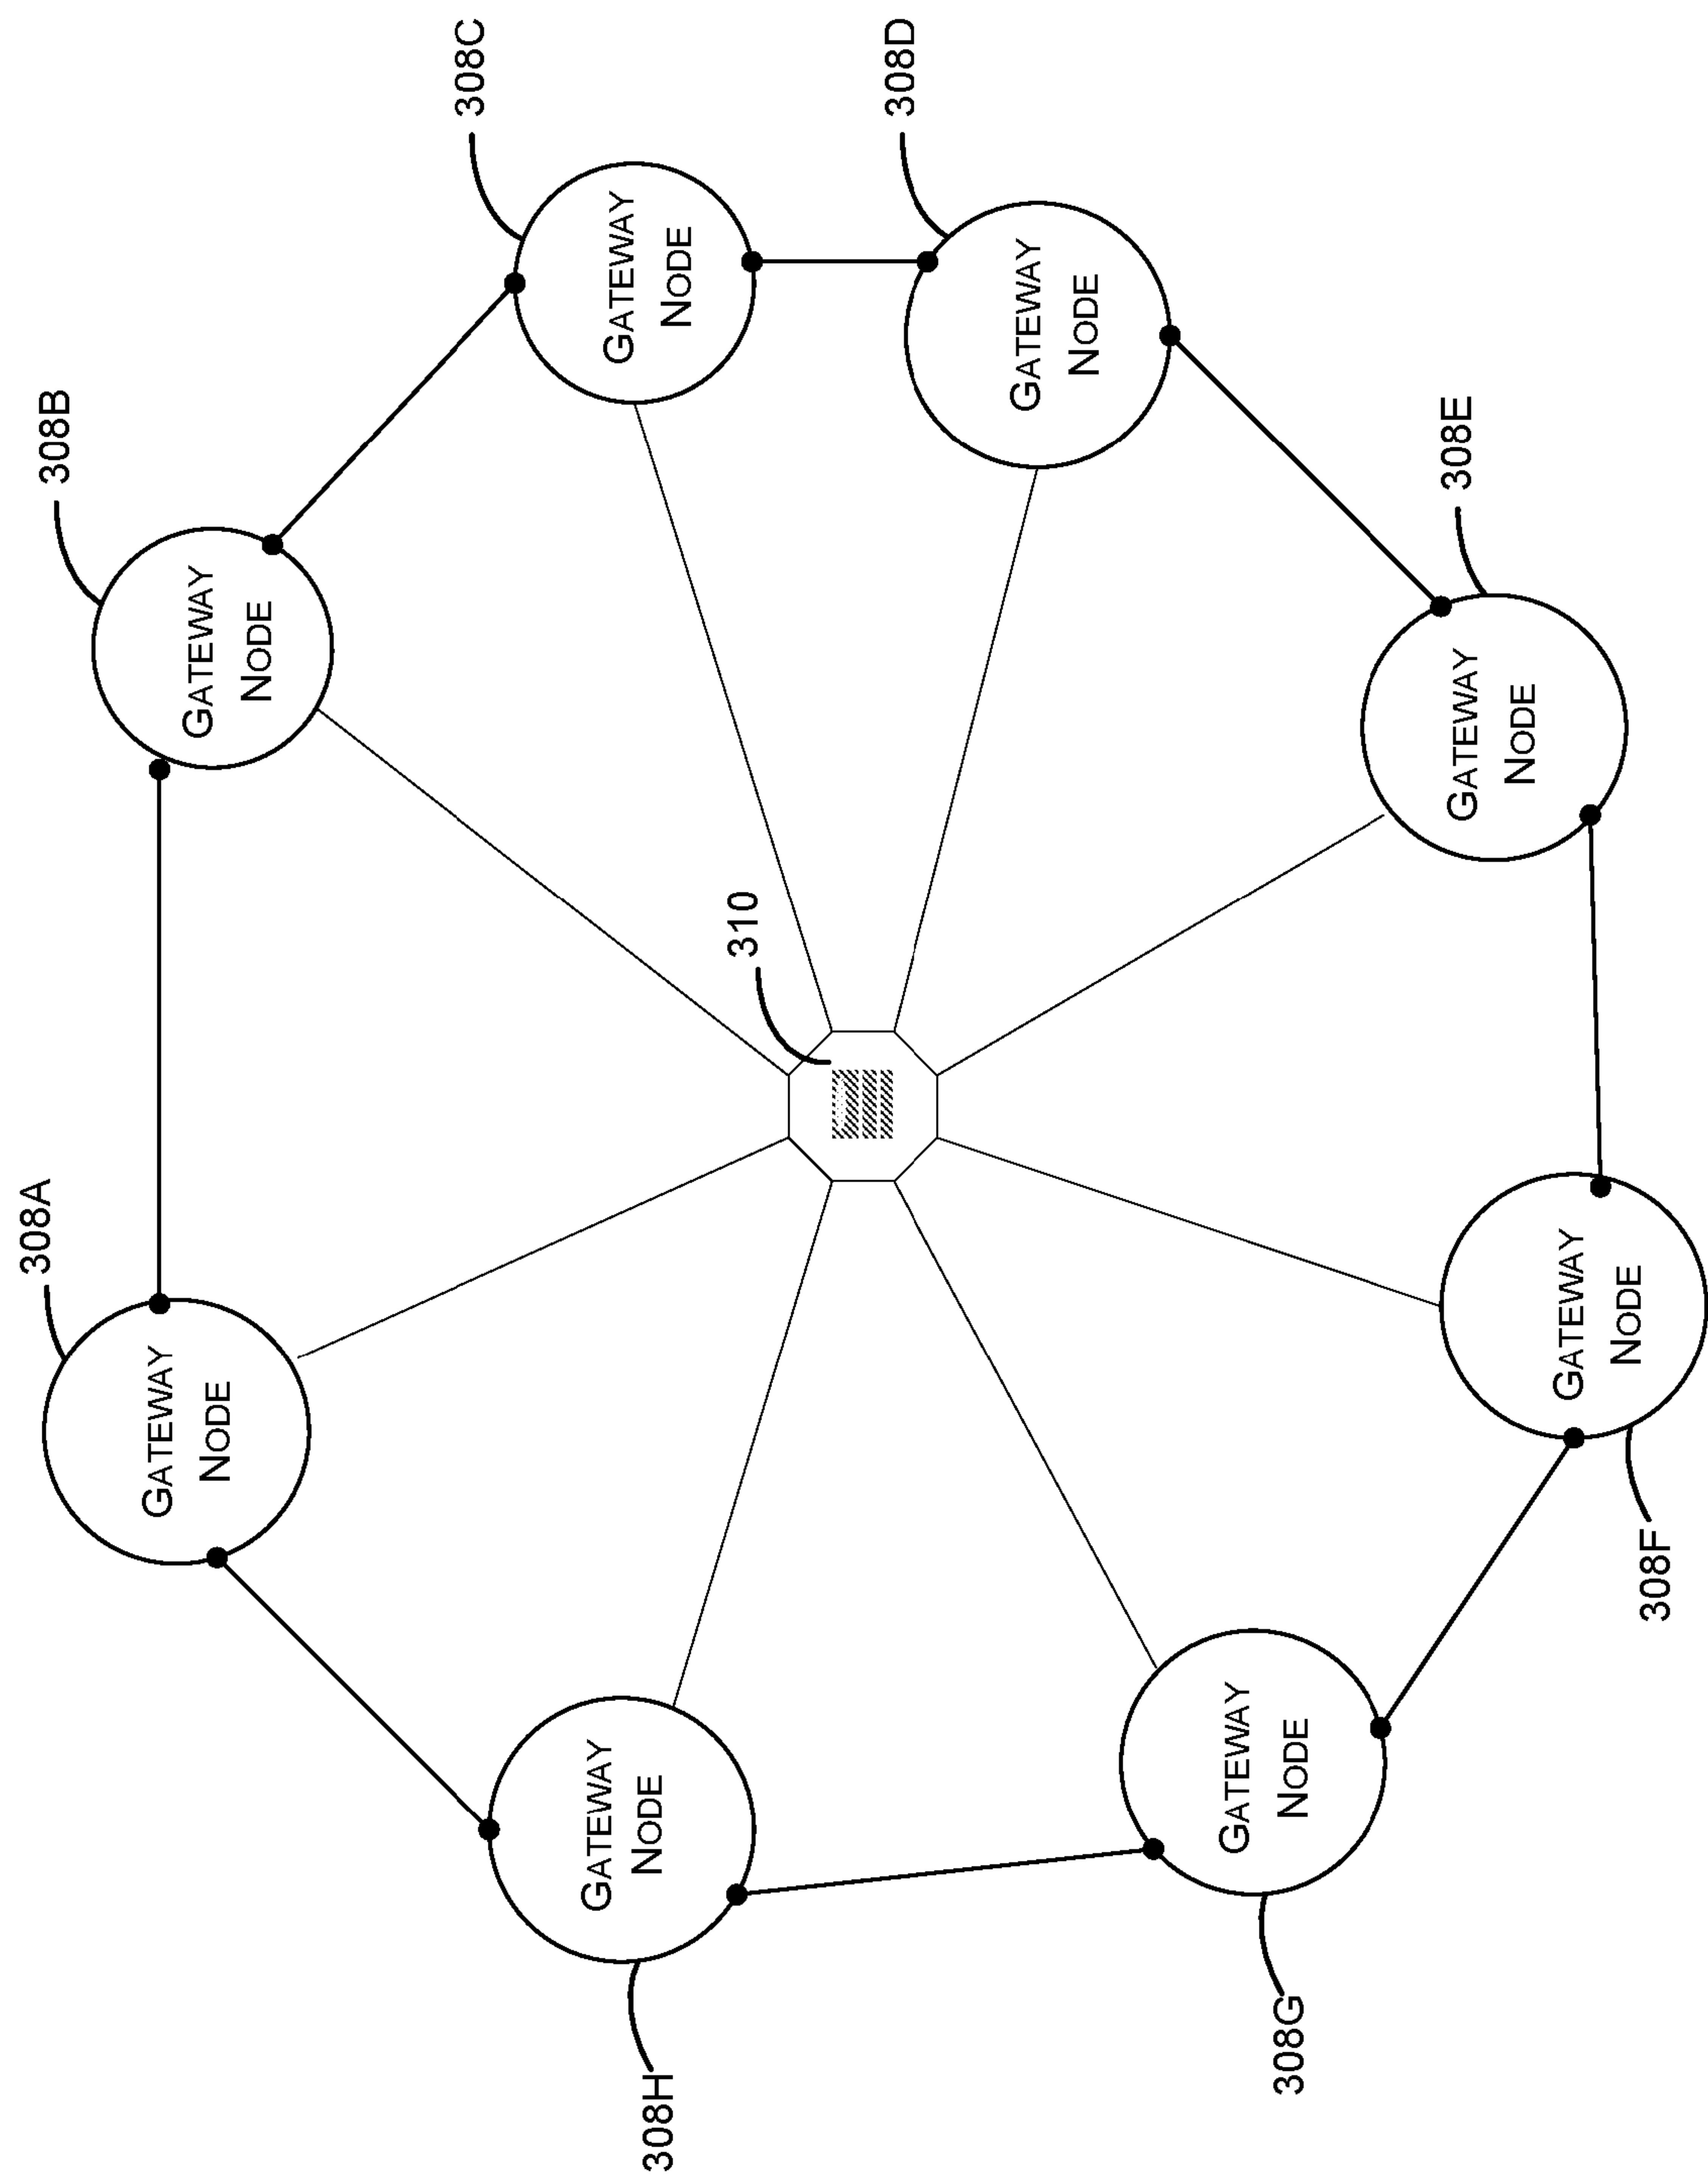 308A
GATEWAY
NODE
308B
GATEWAY
NODE
308C
GATEWAY
NODE
308D
GATEWAY
NODE
308E
GATEWAY
NODE
308F
GATEWAY
NODE
308G
GATEWAY
NODE
308H
GATEWAY
NODE
310